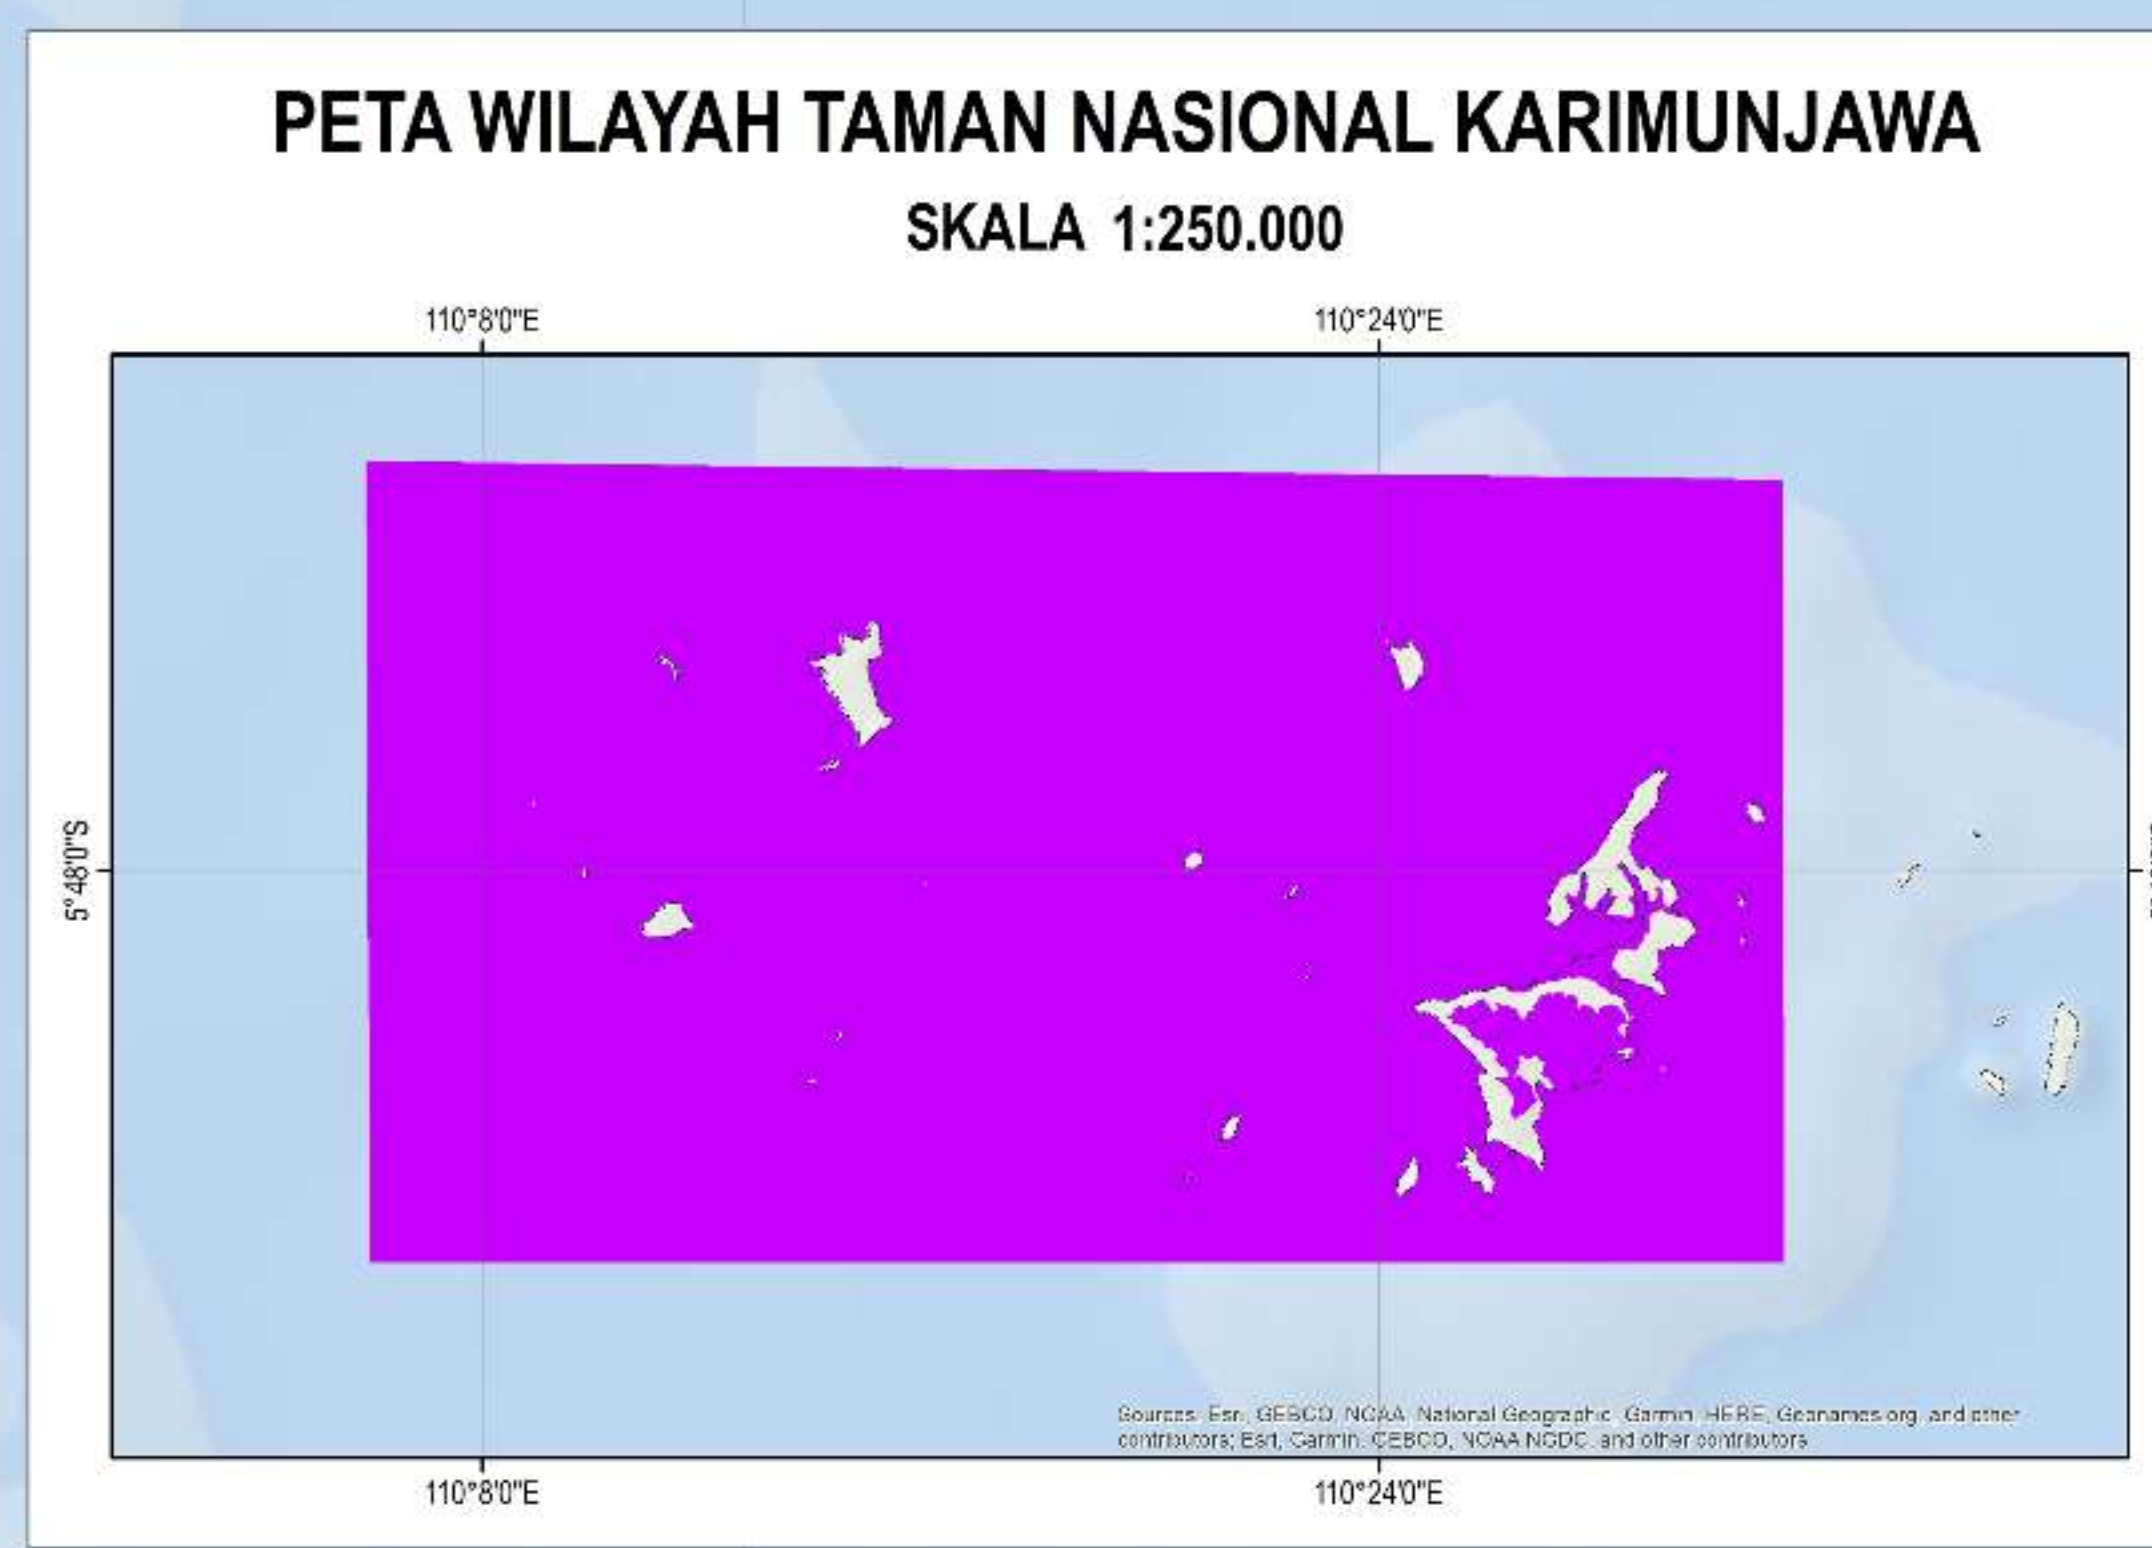 PETA WILAYAH TAMAN NASIONAL KARIMUNJAWA
SKALA 1:250.000
110°8'0"E 110°24'0"E
5°48'0"S
Sources: Esri, GEBCO, NOAA, National Geographic, Garmin, HERE, Geonames.org, and other
contributors; Esri, Garmin, GEBCO, NOAA NGDC, and other contributors
110°8'0"E 110°24'0"E